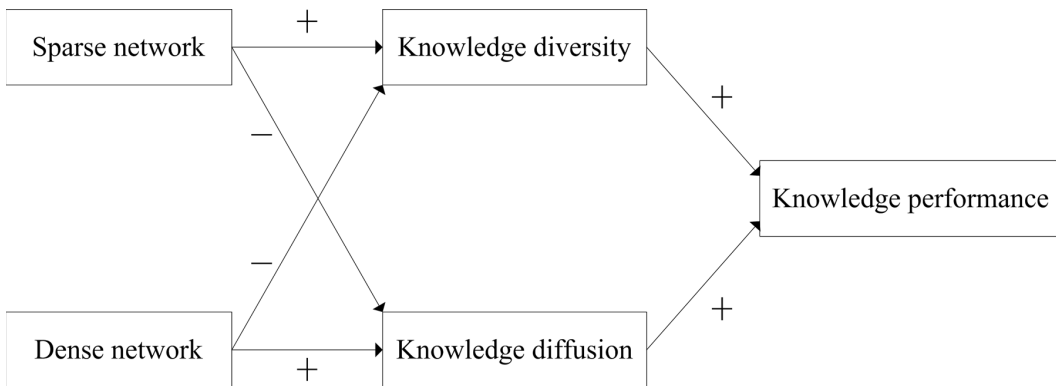 +
Sparse network
Knowledge diversity
+
−
Knowledge performance
−
+
Dense network
Knowledge diffusion
+